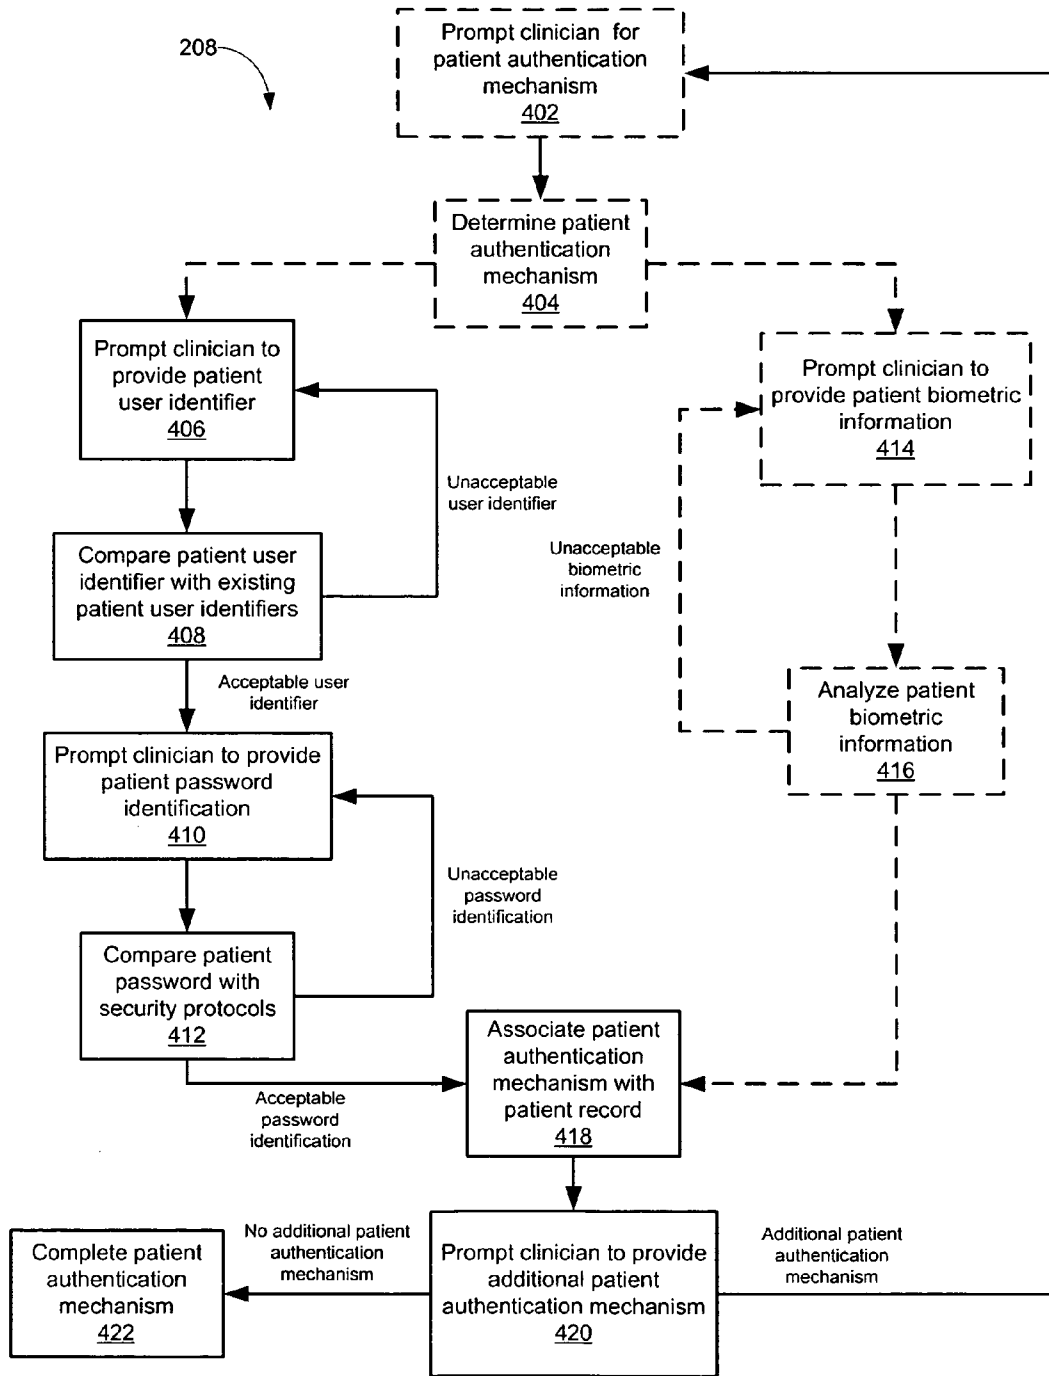 208
Prompt clinician for
patient authentication
mechanism
402
Determine patient
authentication
mechanism
404
Prompt clinician to
provide patient
user identifier
406
Unacceptable
user identifier
Compare patient user
identifier with existing
patient user identifiers
408
Acceptable user
identifier
Prompt clinician to provide
patient password
identification
410
Unacceptable
password
identification
Compare patient
password with
security protocols
412
Acceptable
password
identification
Prompt clinician to
provide patient biometric
information
414
Unacceptable
biometric
information
Analyze patient
biometric
information
416
Associate patient
authentication
mechanism with
patient record
418
Prompt clinician to provide
additional patient
authentication mechanism
420
Additional patient
authentication
mechanism
No additional patient
authentication
mechanism
Complete patient
authentication
mechanism
422